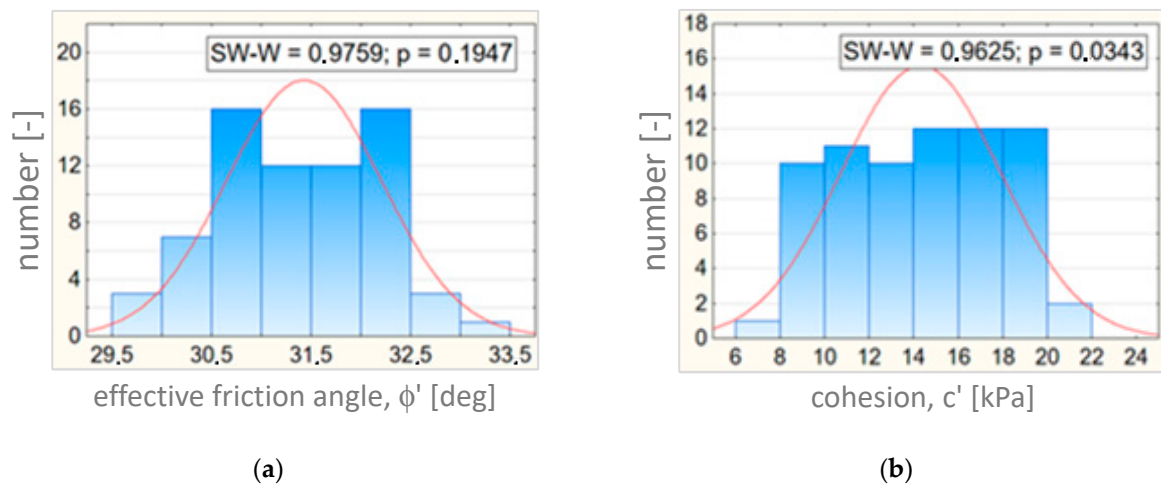 SW-W = 0.9759; p = 0.1947
number [-]
20
16
12
8
4
0
29.5 30.5 31.5 32.5 33.5
effective friction angle, ϕ' [deg]
(a)
SW-W = 0.9625; p = 0.0343
number [-]
18
16
14
12
10
8
6
4
2
0
6 8 10 12 14 16 18 20 22 24
cohesion, c' [kPa]
(b)